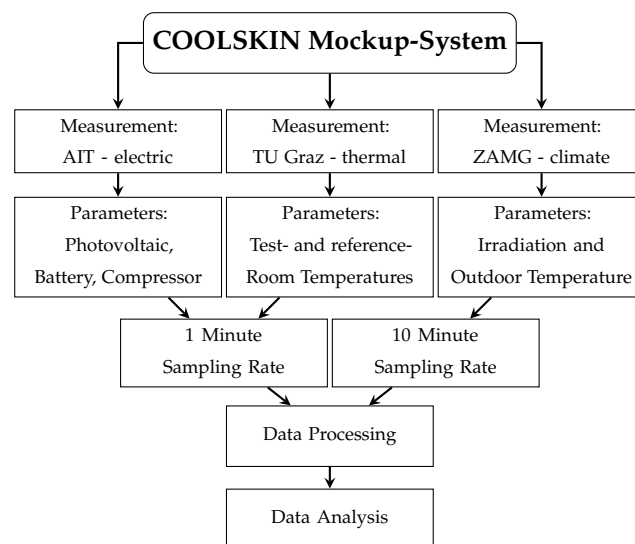 COOLSKIN Mockup-System
Measurement:
AIT - electric
Measurement:
TU Graz - thermal
Measurement:
ZAMG - climate
Parameters:
Photovoltaic,
Battery, Compressor
Parameters:
Test- and reference-
Room Temperatures
Parameters:
Irradiation and
Outdoor Temperature
1 Minute
Sampling Rate
10 Minute
Sampling Rate
Data Processing
Data Analysis